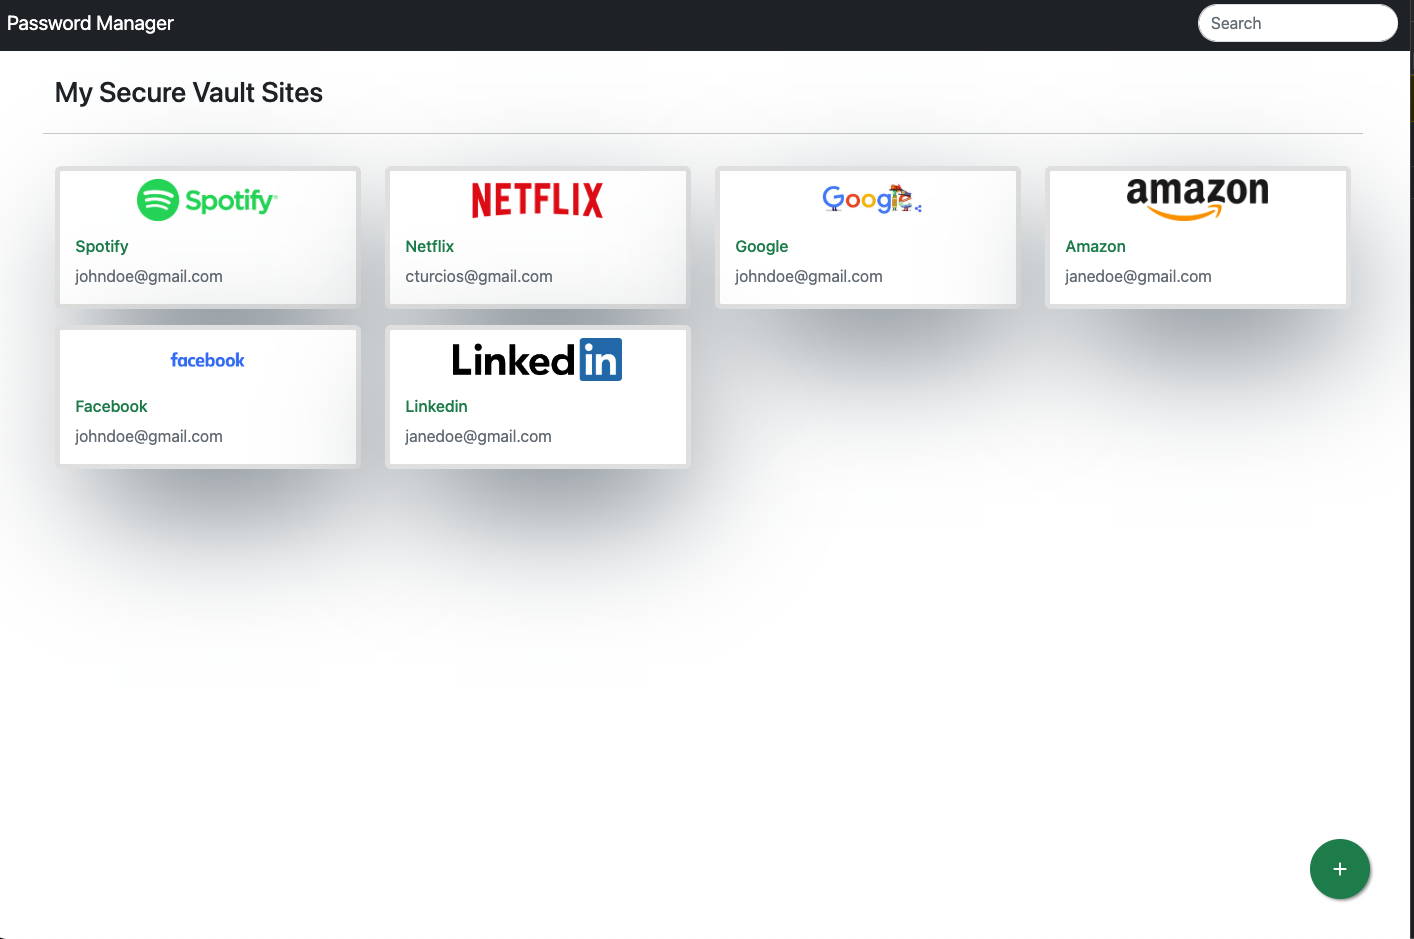 Password Manager
Search
My Secure Vault Sites
Spotify
Spotify
johndoe@gmail.com
NETFLIX
Netflix
cturcios@gmail.com
Google
Google
johndoe@gmail.com
amazon
Amazon
janedoe@gmail.com
facebook
Facebook
johndoe@gmail.com
Linkedin
Linkedin
janedoe@gmail.com
+